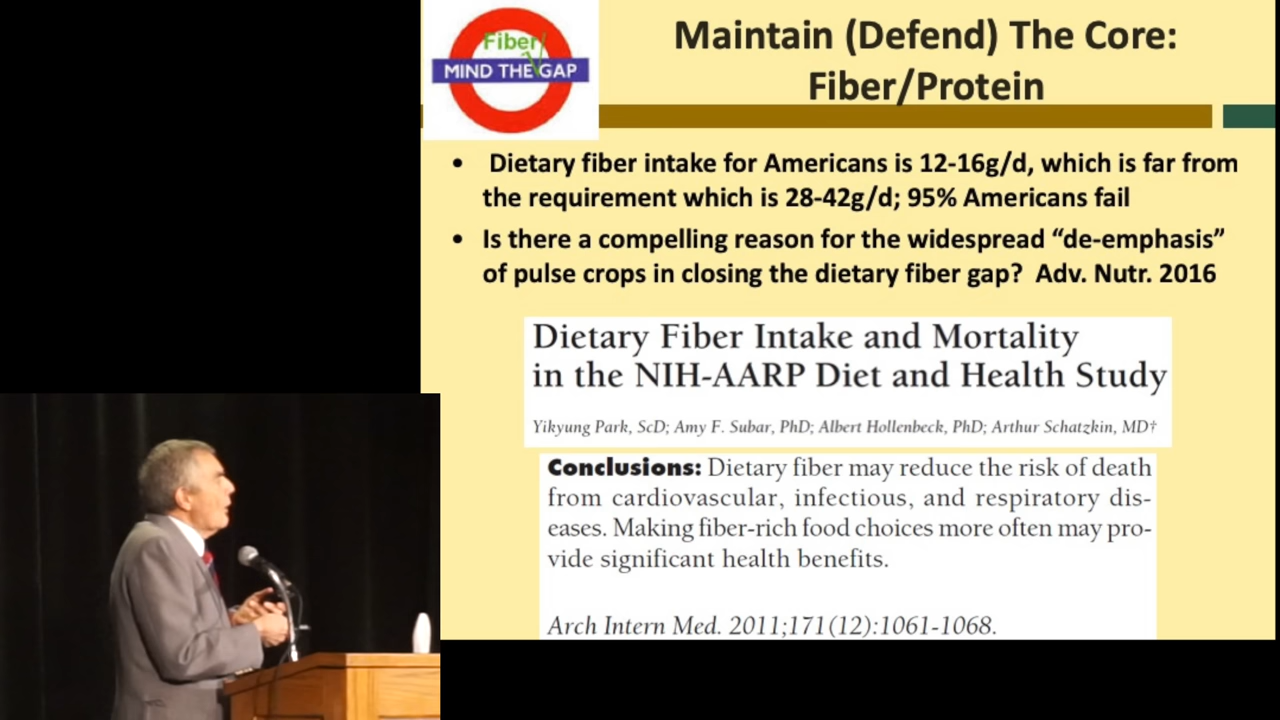 Fiber
MIND THE GAP
Maintain (Defend) The Core:
Fiber/Protein
• Dietary fiber intake for Americans is 12-16g/d, which is far from
the requirement which is 28-42g/d; 95% Americans fail
• Is there a compelling reason for the widespread “de-emphasis”
of pulse crops in closing the dietary fiber gap? Adv. Nutr. 2016
Dietary Fiber Intake and Mortality
in the NIH-AARP Diet and Health Study
Yikyung Park, ScD; Amy F. Subar, PhD; Albert Hollenbeck, PhD; Arthur Schatzkin, MD†
Conclusions: Dietary fiber may reduce the risk of death
from cardiovascular, infectious, and respiratory dis-
eases. Making fiber-rich food choices more often may pro-
vide significant health benefits.
Arch Intern Med. 2011;171(12):1061-1068.